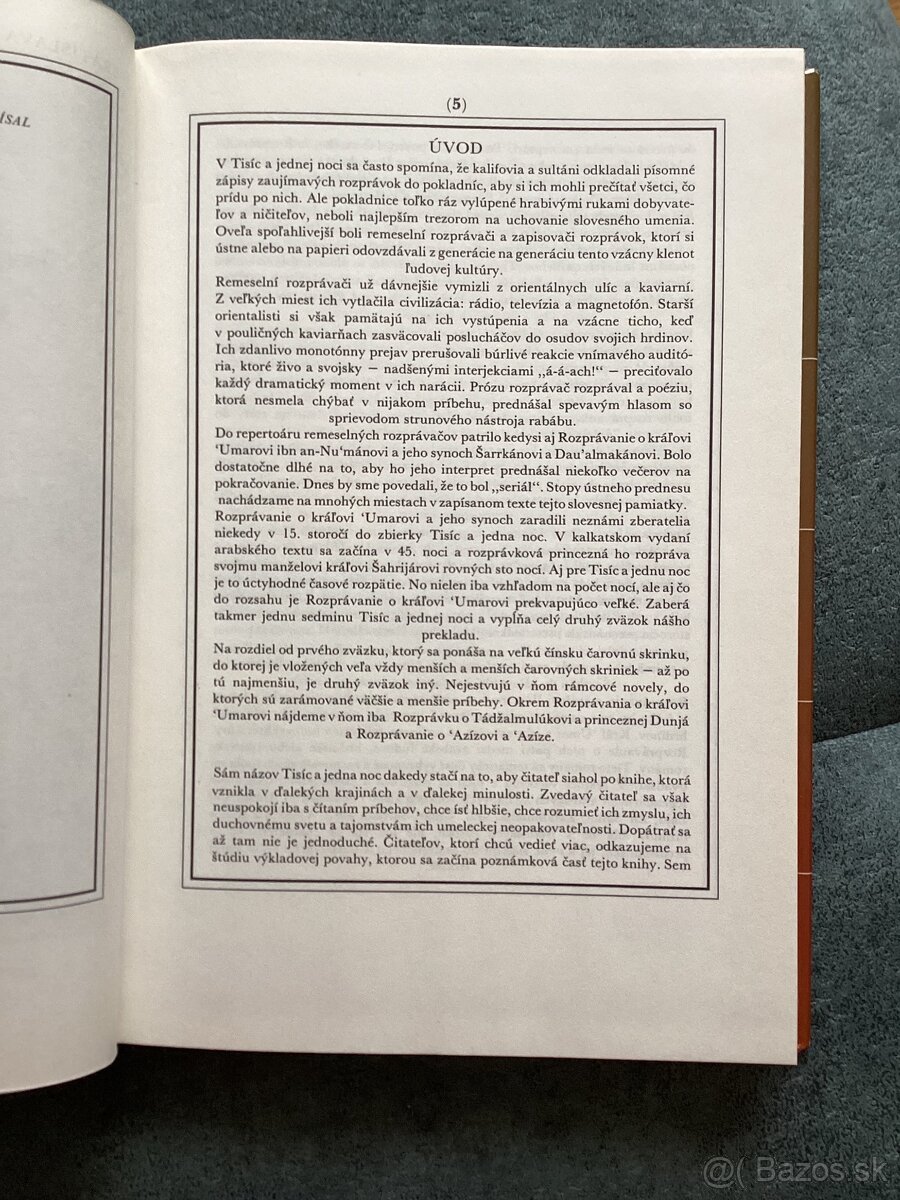 ÍSAL
(5)
ÚVOD
V Tisíc a jednej noci sa často spomína, že kalifovia a sultáni odkladali písomné
zápisy zaujímavých rozprávok do pokladníc, aby si ich mohli prečítať všetci, čo
prídu po nich. Ale pokladnice toľko ráz vylúpené hrabivými rukami dobyvate-
ľov a ničiteľov, neboli najlepším trezorom na uchovanie slovesného umenia.
Oveľa spoľahlivejší boli remeselní rozprávači a zapisovači rozprávok, ktorí si
ústne alebo na papieri odovzdávali z generácie na generáciu tento vzácny klenot
ľudovej kultúry.
Remeselní rozprávači už dávnejšie vymizli z orientálnych ulíc a kaviarní.
Z veľkých miest ich vytlačila civilizácia: rádio, televízia a magnetofón. Starší
orientalisti si však pamätajú na ich vystúpenia a na vzácne ticho, keď
v pouličných kaviarňach zasväcovali poslucháčov do osudov svojich hrdinov.
Ich zdanlivo monotónny prejav prerušovali búrlivé reakcie vnímavého auditó-
ria, ktoré živo a svojsky — nadšenými interjekciami „á-á-ach!“ — preciťovalo
každý dramatický moment v ich narácii. Prózu rozprávač rozprával a poéziu,
ktorá nesmela chýbať v nijakom príbehu, prednášal spevavým hlasom so
sprievodom strunového nástroja rabábu.
Do repertoáru remeselných rozprávačov patrilo kedysi aj Rozprávanie o kráľovi
‘Umarovi ibn an-Nu‘mánovi a jeho synoch Šarrkánovi a Dau’almakánovi. Bolo
dostatočne dlhé na to, aby ho jeho interpret prednášal niekoľko večerov na
pokračovanie. Dnes by sme povedali, že to bol „seriál“. Stopy ústneho prednesu
nachádzame na mnohých miestach v zapísanom texte tejto slovesnej pamiatky.
Rozprávanie o kráľovi ‘Umarovi a jeho synoch zaradili neznámi zberatelia
niekedy v 15. storočí do zbierky Tisíc a jedna noc. V kalkatskom vydaní
arabského textu sa začína v 45. noci a rozprávková princezná ho rozpráva
svojmu manželovi kráľovi Šahrijárovi rovných sto nocí. Aj pre Tisíc a jednu noc
je to úctyhodné časové rozpätie. No nielen iba vzhľadom na počet nocí, ale aj čo
do rozsahu je Rozprávanie o kráľovi ‘Umarovi prekvapujúco veľké. Zaberá
takmer jednu sedminu Tisíc a jednej noci a vypĺňa celý druhý zväzok nášho
prekladu.
Na rozdiel od prvého zväzku, ktorý sa ponáša na veľkú čínsku čarovnú skrinku,
do ktorej je vložených veľa vždy menších a menších čarovných skriniek — až po
tú najmenšiu, je druhý zväzok iný. Nejestvujú v ňom rámcové novely, do
ktorých sú zarámované väčšie a menšie príbehy. Okrem Rozprávania o kráľovi
‘Umarovi nájdeme v ňom iba Rozprávku o Tádžalmulúkovi a princeznej Dunjá
a Rozprávanie o ‘Azízovi a ‘Azíze.
Sám názov Tisíc a jedna noc dakedy stačí na to, aby čitateľ siahol po knihe, ktorá
vznikla v ďalekých krajinách a v ďalekej minulosti. Zvedavý čitateľ sa však
neuspokojí iba s čítaním príbehov, chce ísť hlbšie, chce rozumieť ich zmyslu, ich
duchovnému svetu a tajomstvám ich umeleckej neopakovateľnosti. Dopátrať sa
až tam nie je jednoduché. Čitateľov, ktorí chcú vedieť viac, odkazujeme na
štúdiu výkladovej povahy, ktorou sa začína poznámková časť tejto knihy. Sem
@( Bazos.sk